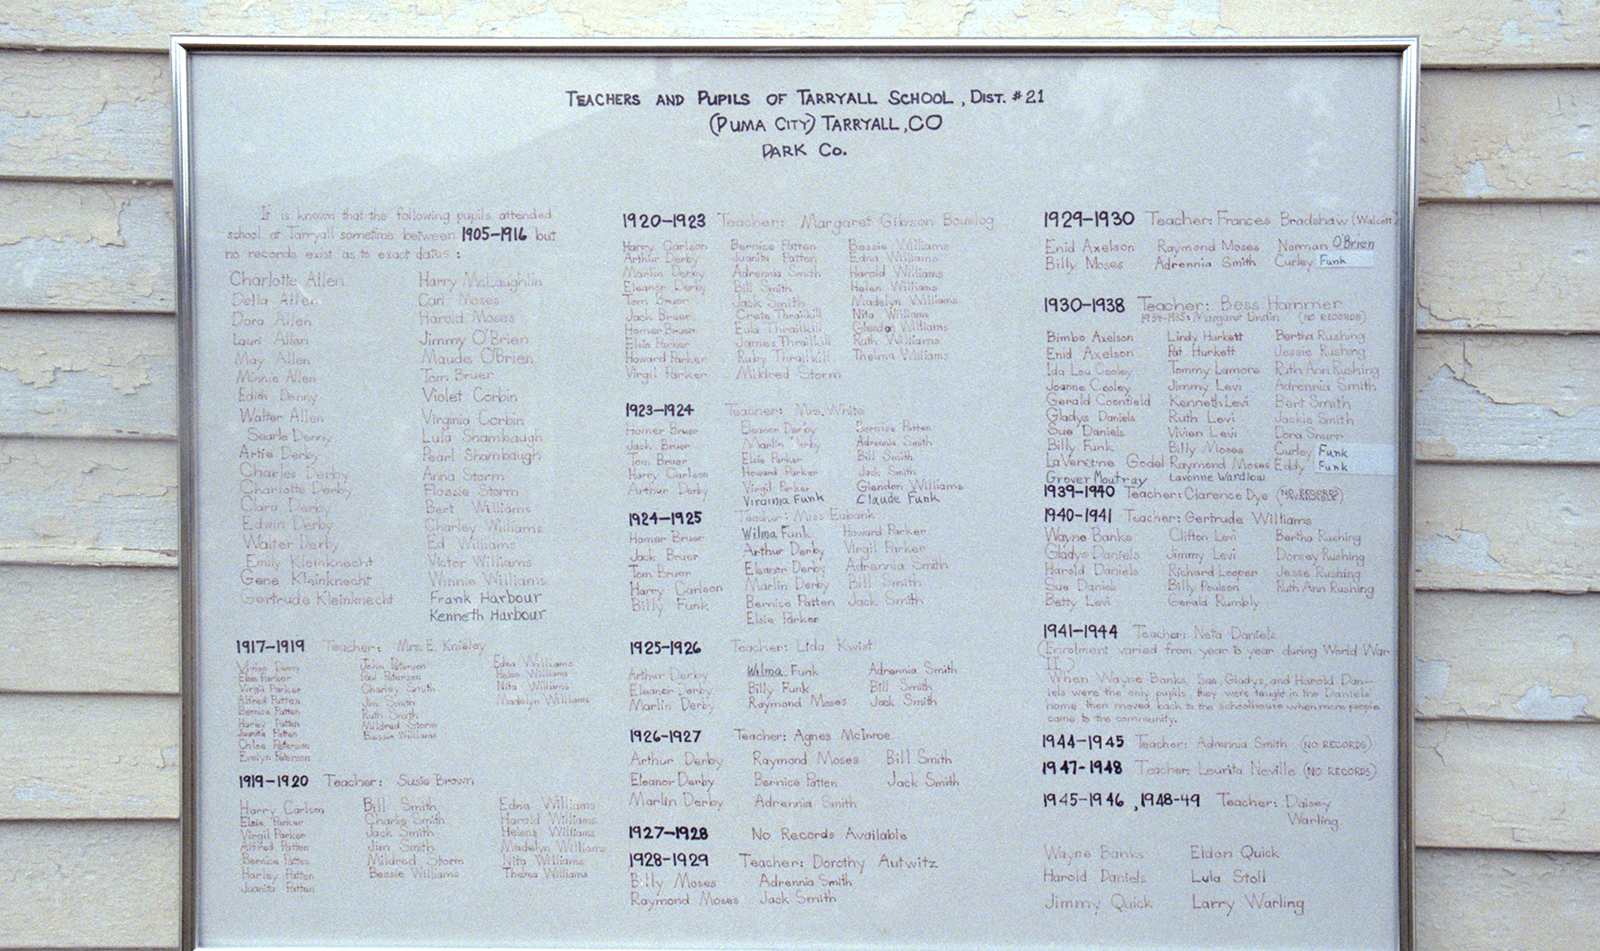 TEACHERS AND PUPILS OF TARRYALL SCHOOL, DIST. #21
(PUMA CITY) TARRYALL, CO
PARK CO.
It is known that the following pupils attended
school at Tarryall sometime between 1905-1916 but
no records exist as to exact dates:
Charlotte Allen
Della Allen
Dora Allen
Lauri Allen
May Allen
Minnie Allen
Edith Denny
Walter Allen
Searle Denny
Artie Derby
Charles Derby
Charlotte Derby
Clara Derby
Edwin Derby
Walter Derby
Emily Kleinknecht
Gene Kleinknecht
Gertrude Kleinknecht
Harry McLaughlin
Carl Moses
Harold Moses
Jimmy O'Brien
Maude O'Brien
Tom Bruer
Violet Corbin
Virginia Corbin
Lula Shambaugh
Pearl Shambaugh
Anna Storm
Flossie Storm
Bert Williams
Charley Williams
Ed Williams
Victor Williams
Winnie Williams
Frank Harbour
Kenneth Harbour
1917-1919 Teacher: Mrs. E. Knisley
Denny
Elsie Parker
Virgil Parker
Alfred Patten
Bernice Patten
Harley Patten
Juanita Patten
Chloe Peterson
Evelyn Peterson
John Peterson
Paul Peterson
Charley Smith
Jim Smith
Ruth Smith
Mildred Storm
Bessie Williams
Edna Williams
Helen Williams
Nita Williams
Madelyn Williams
1919-1920 Teacher: Susie Brown
Harry Carlson
Elsie Parker
Virgil Parker
Alfred Patten
Bernice Patten
Harley Patten
Juanita Patten
Bill Smith
Charlie Smith
Jack Smith
Jim Smith
Mildred Storm
Bessie Williams
Edna Williams
Harold Williams
Helena Williams
Madelyn Williams
Nita Williams
Thelma Williams
1920-1923 Teacher: Margaret Gibson Bouslog
Harry Carlson
Arthur Derby
Marlin Derby
Eleanor Derby
Tom Bruer
Jack Bruer
Homer Bruer
Elsie Parker
Howard Parker
Virgil Parker
Bernice Patten
Juanita Patten
Adrennia Smith
Bill Smith
Jack Smith
Crate Thrailkill
Eula Thrailkill
James Thrailkill
Ruby Thrailkill
Mildred Storm
Bessie Williams
Edna Williams
Harold Williams
Helen Williams
Madelyn Williams
Nita Williams
Glendon Williams
Ruth Williams
Thelma Williams
1923-1924 Teacher: Mrs. White
Homer Bruer
Jack Bruer
Tom Bruer
Harry Carlson
Arthur Derby
Eleanor Derby
Marlin Derby
Elsie Parker
Howard Parker
Virgil Parker
Virginia Funk
Bernice Patten
Adrennia Smith
Bill Smith
Jack Smith
Glendon Williams
Claude Funk
1924-1925 Teacher: Miss Eubank
Homer Bruer
Jack Bruer
Tom Bruer
Harry Carlson
Billy Funk
Wilma Funk
Arthur Derby
Eleanor Derby
Marlin Derby
Bernice Patten
Elsie Parker
Howard Parker
Virgil Parker
Adrennia Smith
Bill Smith
Jack Smith
1925-1926 Teacher: Lida Kwist
Arthur Derby
Eleanor Derby
Marlin Derby
Wilma Funk
Billy Funk
Raymond Moses
Adrennia Smith
Bill Smith
Jack Smith
1926-1927 Teacher: Agnes McInroe
Arthur Derby
Eleanor Derby
Marlin Derby
Raymond Moses
Bernice Patten
Adrennia Smith
Bill Smith
Jack Smith
1927-1928 No Records Available
1928-1929 Teacher: Dorothy Autwitz
Billy Moses
Raymond Moses
Adrennia Smith
Jack Smith
1929-1930 Teacher: Frances Bradshaw (Walcott)
Enid Axelson
Billy Moses
Raymond Moses
Adrennia Smith
Norman O'Brien
Curley Funk
1930-1938 Teacher: Bess Hammer
1934-1935: Margaret Lindin (NO RECORDS)
Bimbo Axelson
Enid Axelson
Ida Lou Cooley
Joanne Cooley
Gerald Cornfield
Gladys Daniels
Sue Daniels
Billy Funk
LaVerne Godel
Grover Moutray
Lindy Hurkett
Pat Hurkett
Tommy Lamore
Jimmy Levi
Kenneth Levi
Ruth Levi
Vivien Levi
Billy Moses
Raymond Moses
Lavonne Wardlow
Bertha Rushing
Jessie Rushing
Ruth Ann Rushing
Adrennia Smith
Bert Smith
Jackie Smith
Dora Snurr
Curley Funk
Eddy Funk
1939-1940 Teacher: Clarence Dye (NO RECORDS)
1940-1941 Teacher: Gertrude Williams
Wayne Banks
Gladys Daniels
Harold Daniels
Sue Daniels
Betty Levi
Clifton Levi
Jimmy Levi
Richard Looper
Billy Poulson
Gerald Rumbly
Bertha Rushing
Dorsey Rushing
Jesse Rushing
Ruth Ann Rushing
1941-1944 Teacher: Neta Daniels
(Enrolment varied from year to year during World War
II)
When Wayne Banks, Sue, Gladys, and Harold Dan-
iels were the only pupils, they were taught in the Daniels
home then moved back to the schoolhouse when more people
came to the community.
1944-1945 Teacher: Adrennia Smith (NO RECORDS)
1947-1948 Teacher: Laurita Neville (NO RECORDS)
1945-1946, 1948-49 Teacher: Daisey
Warling
Wayne Banks
Harold Daniels
Jimmy Quick
Eldon Quick
Lula Stoll
Larry Warling